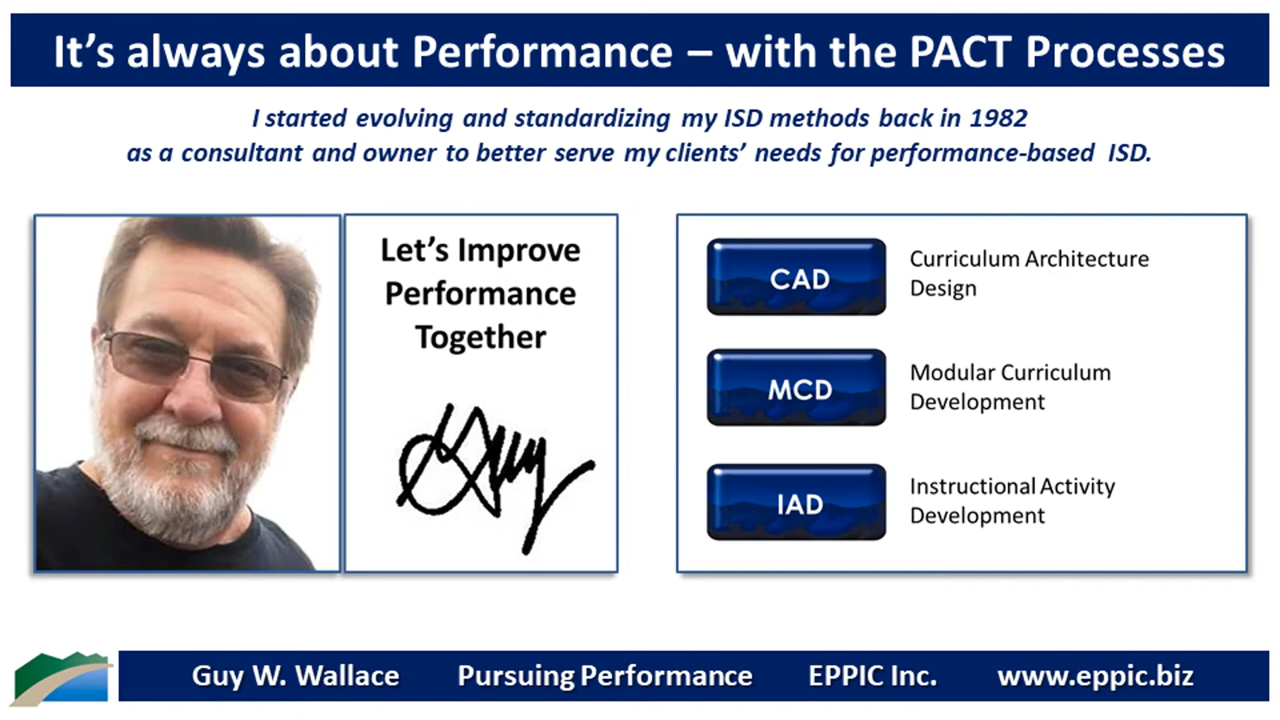 It’s always about Performance – with the PACT Processes
I started evolving and standardizing my ISD methods back in 1982
as a consultant and owner to better serve my clients’ needs for performance-based ISD.
Let’s Improve
Performance
Together
Guy
CAD
Curriculum Architecture
Design
MCD
Modular Curriculum
Development
IAD
Instructional Activity
Development
Guy W. Wallace Pursuing Performance EPPIC Inc. www.eppic.biz